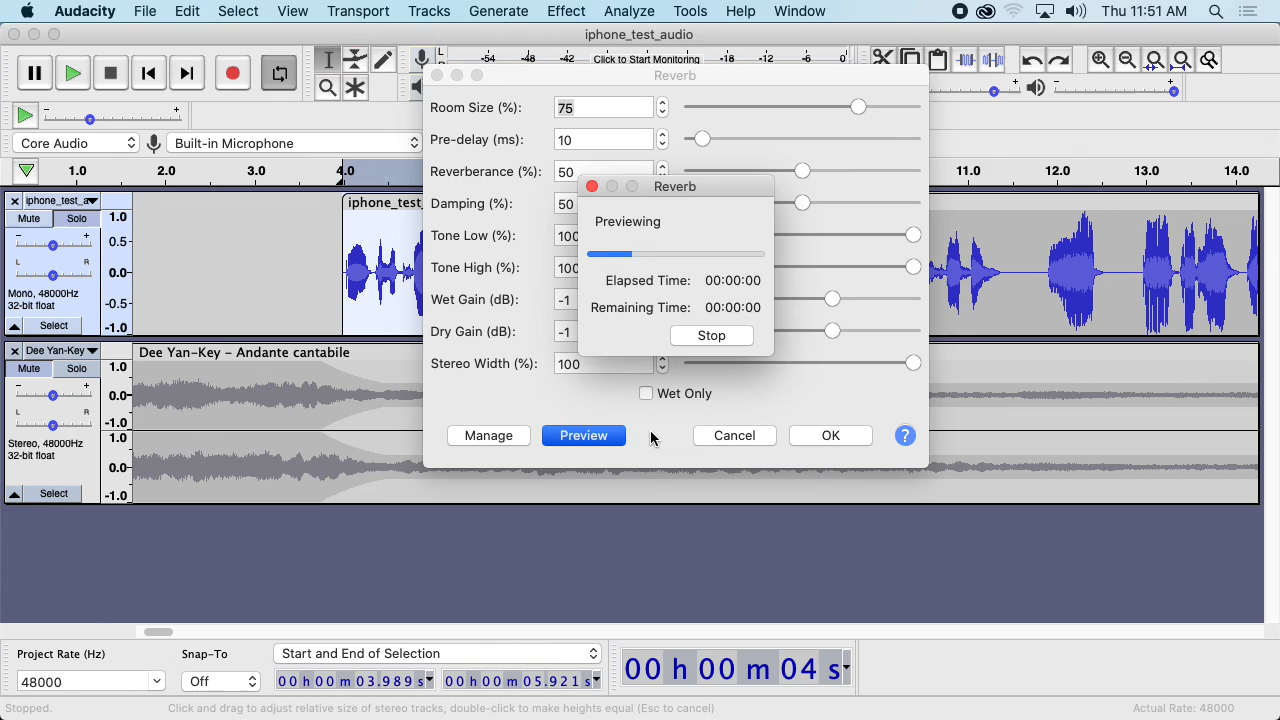 Audacity File Edit Select View Transport Tracks Generate Effect Analyze Tools Help Window Thu 11:51 AM
iphone_test_audio
L
-54 -48 -42 Click to Start Monitoring -18 -12 -6 0
Reverb
Core Audio Built-in Microphone
1.0 2.0 3.0 4.0 11.0 12.0 13.0 14.0
iphone_test_a
Mute Solo
- +
L R
Mono, 48000Hz
32-bit float
Select
1.0
0.5-
0.0-
-0.5-
-1.0
iphone_test_
Room Size (%): 75
Pre-delay (ms): 10
Reverberance (%): 50
Damping (%): 50
Tone Low (%): 100
Tone High (%): 100
Wet Gain (dB): -1
Dry Gain (dB): -1
Stereo Width (%): 100
Wet Only
Manage Preview Cancel OK ?
Reverb
Previewing
Elapsed Time: 00:00:00
Remaining Time: 00:00:00
Stop
Dee Yan-Key
Mute Solo
- +
L R
Stereo, 48000Hz
32-bit float
Select
Dee Yan-Key - Andante cantabile
1.0
0.0-
-1.0
1.0
0.0-
-1.0
Project Rate (Hz) Snap-To Start and End of Selection
48000 Off 00 h 00 m 03.989 s 00 h 00 m 05.921 s
00 h 00 m 04 s
Stopped. Click and drag to adjust relative size of stereo tracks, double-click to make heights equal (Esc to cancel) Actual Rate: 48000